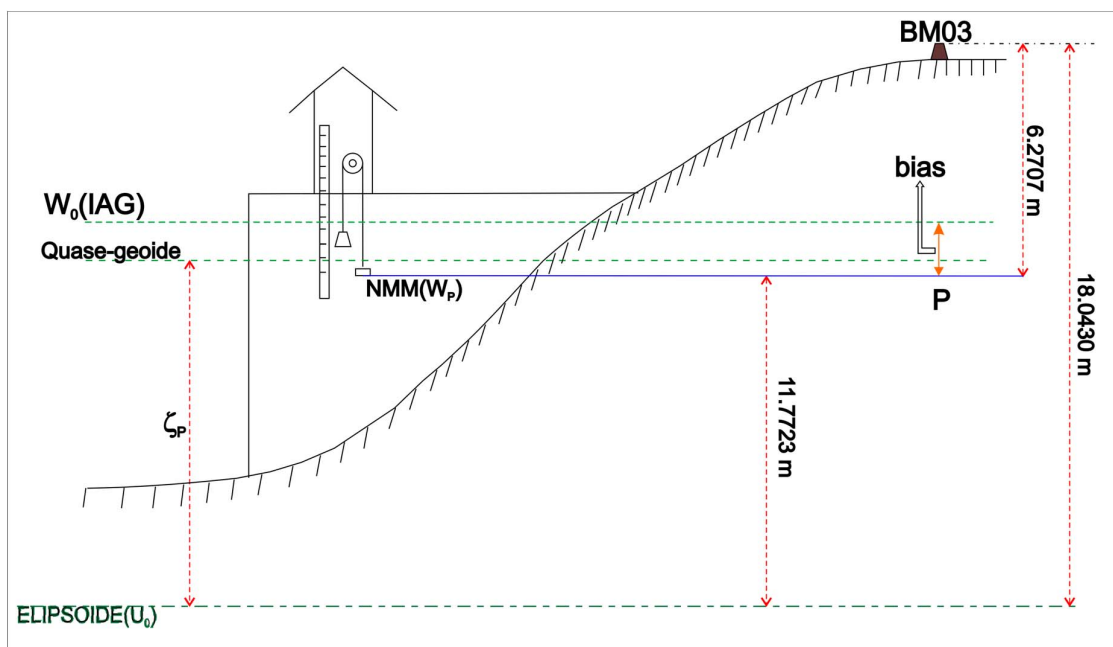 BM03
6.2707 m
bias
W₀(IAG)
Quase-geoide
NMM(Wₚ)
P
18.0430 m
11.7723 m
ζₚ
ELIPSOIDE(U₀)